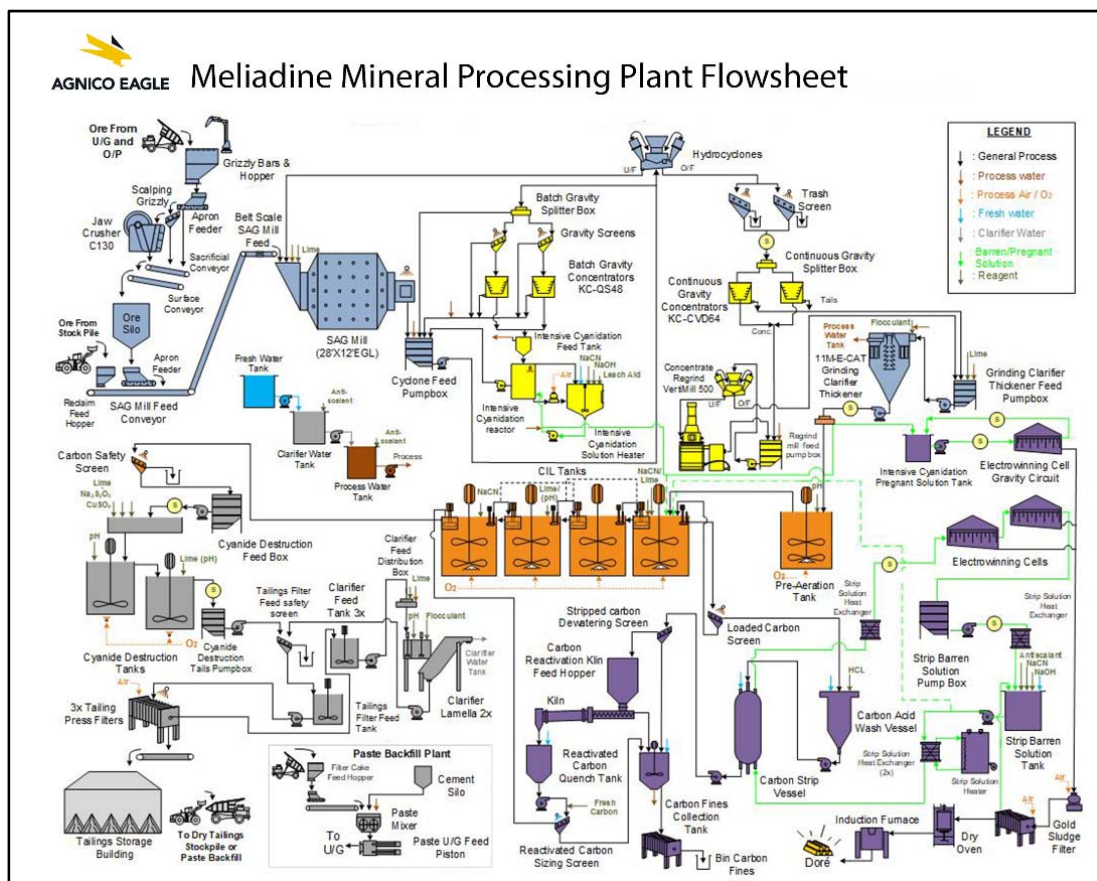 AGNICO EAGLE
Meliadine Mineral Processing Plant Flowsheet
Ore From
U/G and
O/P
Grizzly Bars &
Hopper
Scalping
Grizzly
Jaw
Crusher
C130
Apron
Feeder
Sacrificial Conveyor
Surface
Conveyor
Belt Scale
SAG Mill
Feed
Lime
Ore
Silo
Ore From
Stock Pile
Apron
Feeder
Reclaim
Feed
Hopper
SAG Mill Feed
Conveyor
SAG Mill
(28'X12'EGL)
Cyclone Feed
Pumpbox
Batch Gravity
Splitter Box
Gravity Screens
Batch Gravity
Concentrators
KC-QS48
Intensive Cyanidation
Feed Tank
NaCN
NaOH
Leach Aid
Air
Intensive
Cyanidation
reactor
Intensive
Cyanidation
Solution Heater
U/F
O/F
Hydrocyclones
Trash
Screen
S
Continuous Gravity
Splitter Box
Continuous
Gravity
Concentrators
KC-CVD64
Tails
Conc.
Concentrate
Regrind
VertiMill 500
U/F
O/F
Regrind
mill feed
pumpbox
LEGEND
: General Process
: Process water
: Process Air / O2
: Fresh water
: Clarifier Water
: Barren/Pregnant
Solution
: Reagent
Process
Water
Tank
Flocculant
11M-E-CAT
Grinding
Clarifier
Thickener
Lime
Grinding Clarifier
Thickener Feed
Pumpbox
S
S
S
Intensive Cyanidation
Pregnant Solution Tank
Electrowinning Cell
Gravity Circuit
Fresh Water
Tank
Anti-
scalant
Clarifier Water
Tank
Anti-
scalant
Process
Process Water
Tank
Carbon Safety
Screen
Lime
Na₂S₂O₅
CuSO₄
S
Cyanide Destruction
Feed Box
pH
Lime (pH)
S
O2
Cyanide Destruction
Tanks
Cyanide
Destruction
Tails Pumpbox
CIL Tanks
NaCN
Lime/
(pH)
NaCN/
Lime
O2
pH
O2
Pre-Aeration
Tank
S
Electrowinning Cells
Clarifier
Feed
Distribution
Box
Lime
pH
Flocculant
Clarifier
Feed
Tank 3x
Tailings Filter
Feed safety
screen
Clarifier
Water
Tank
Clarifier
Lamella 2x
Tailings
Filter Feed
Tank
Air
3x Tailing
Press Filters
Tailings Storage
Building
To Dry Tailings
Stockpile or
Paste Backfill
Paste Backfill Plant
Filter Cake
Feed Hopper
Cement
Silo
Paste
Mixer
To
U/G
Paste U/G Feed
Piston
Stripped carbon
Dewatering Screen
Carbon
Reactivation Kiln
Feed Hopper
Kiln
Reactivated
Carbon
Quench Tank
Fresh
Carbon
Reactivated Carbon
Sizing Screen
Carbon Fines
Collection
Tank
Bin Carbon
Fines
Loaded Carbon
Screen
Strip
Solution
Heat
Exchanger
HCL
Carbon Acid
Wash Vessel
Carbon Strip
Vessel
Strip Solution
Heat Exchanger
(2x)
Strip Solution
Heater
Strip Barren
Solution
Pump Box
S
Strip Solution
Heat
Exchanger
Antiscalant
NaCN
NaOH
Strip Barren
Solution
Tank
Air
Air
Gold
Sludge
Filter
Dry
Oven
Induction Furnace
Doré